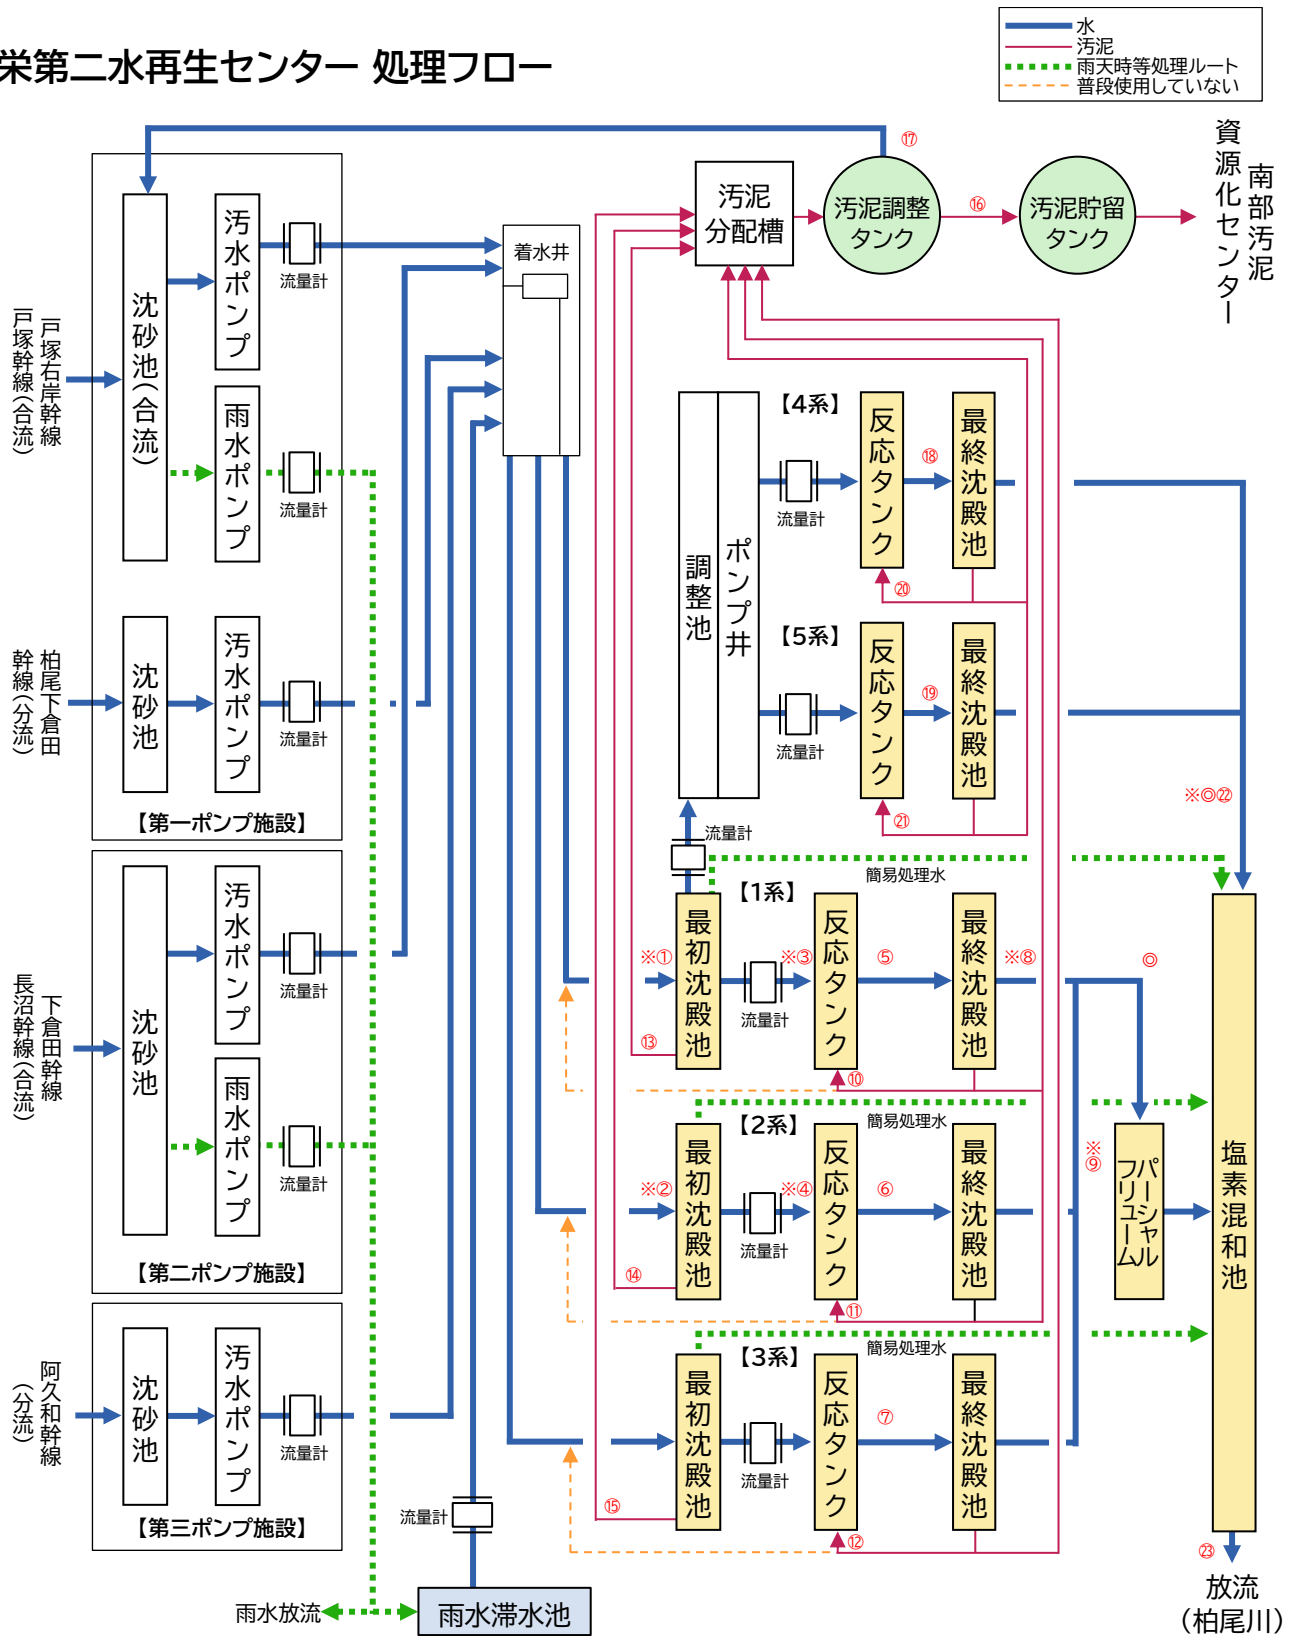 栄第二水再生センター 処理フロー
水
汚泥
雨天時等処理ルート
普段使用していない
南部汚泥
資源化センター
⑰
汚泥
分配槽
汚泥調整
タンク
⑯
汚泥貯留
タンク
戸塚右岸幹線
戸塚幹線(合流)
沈砂池(合流)
汚水ポンプ
流量計
雨水ポンプ
流量計
着水井
柏尾下倉田
幹線(分流)
沈砂池
汚水ポンプ
流量計
【第一ポンプ施設】
調整池
ポンプ井
流量計
【4系】
流量計
反応タンク
⑱
最終沈殿池
⑳
【5系】
流量計
反応タンク
⑲
最終沈殿池
㉑
※◎㉒
下倉田幹線
長沼幹線(合流)
沈砂池
汚水ポンプ
流量計
雨水ポンプ
流量計
【第二ポンプ施設】
【1系】
簡易処理水
※①
最初沈殿池
流量計
※③
反応タンク
⑤
最終沈殿池
※⑧
◎
⑬
⑩
【2系】
簡易処理水
※②
最初沈殿池
流量計
※④
反応タンク
⑥
最終沈殿池
※⑨
パーシャル
フリューム
塩素混和池
⑭
⑪
【3系】
簡易処理水
最初沈殿池
流量計
反応タンク
⑦
最終沈殿池
⑮
⑫
阿久和幹線
(分流)
沈砂池
汚水ポンプ
流量計
【第三ポンプ施設】
流量計
雨水放流
雨水滞水池
㉓
放流
(柏尾川)